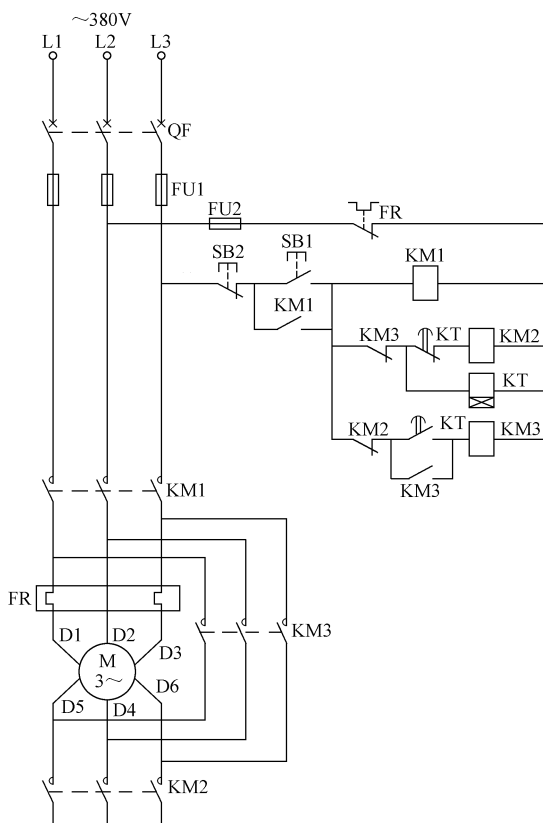 ～380V
L1 L2 L3
QF
FU1
FU2 FR
SB2 SB1 KM1
KM1
KM3 KT KM2
KT
KM2 KT KM3
KM3
KM1
FR
KM3
D1 D2 D3
M
3～
D5 D4 D6
KM2